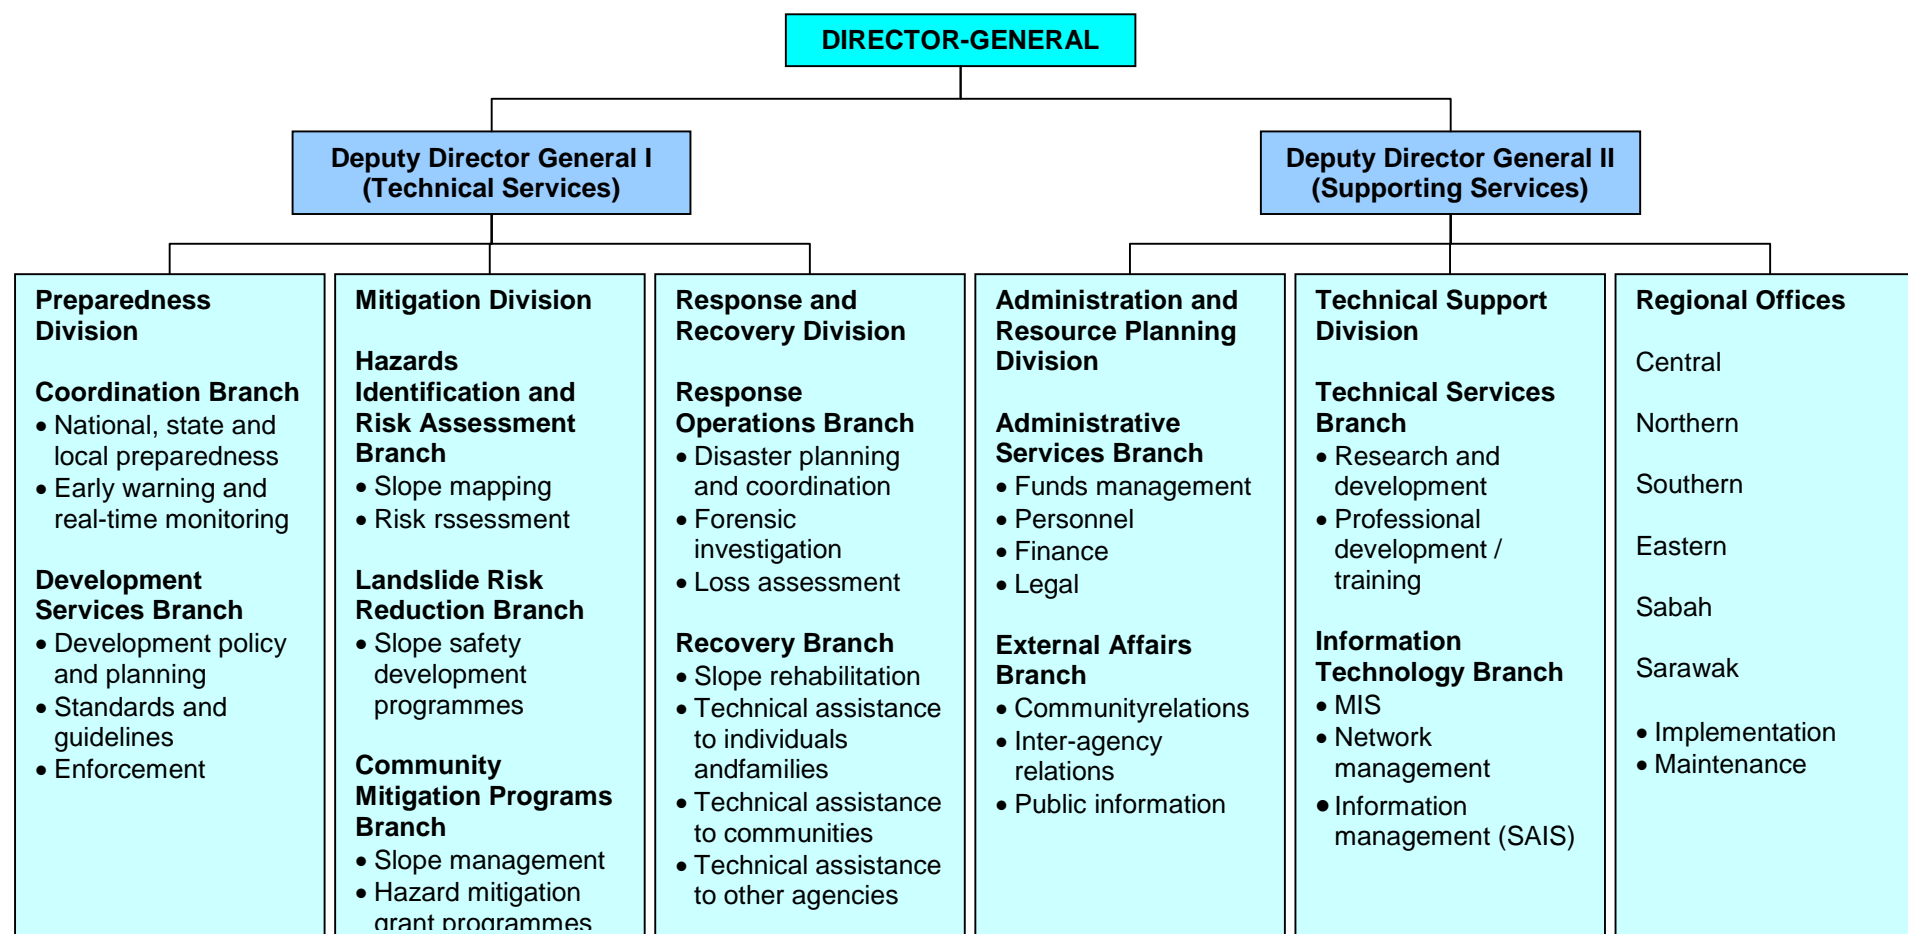 DIRECTOR-GENERAL
Deputy Director General I
(Technical Services)
Deputy Director General II
(Supporting Services)
Preparedness
Division
Coordination Branch
• National, state and
local preparedness
• Early warning and
real-time monitoring
Development
Services Branch
• Development policy
and planning
• Standards and
guidelines
• Enforcement
Mitigation Division
Hazards
Identification and
Risk Assessment
Branch
• Slope mapping
• Risk rssessment
Landslide Risk
Reduction Branch
• Slope safety
development
programmes
Community
Mitigation Programs
Branch
• Slope management
• Hazard mitigation
grant programmes
Response and
Recovery Division
Response
Operations Branch
• Disaster planning
and coordination
• Forensic
investigation
• Loss assessment
Recovery Branch
• Slope rehabilitation
• Technical assistance
to individuals
andfamilies
• Technical assistance
to communities
• Technical assistance
to other agencies
Administration and
Resource Planning
Division
Administrative
Services Branch
• Funds management
• Personnel
• Finance
• Legal
External Affairs
Branch
• Communityrelations
• Inter-agency
relations
• Public information
Technical Support
Division
Technical Services
Branch
• Research and
development
• Professional
development /
training
Information
Technology Branch
• MIS
• Network
management
• Information
management (SAIS)
Regional Offices
Central
Northern
Southern
Eastern
Sabah
Sarawak
• Implementation
• Maintenance